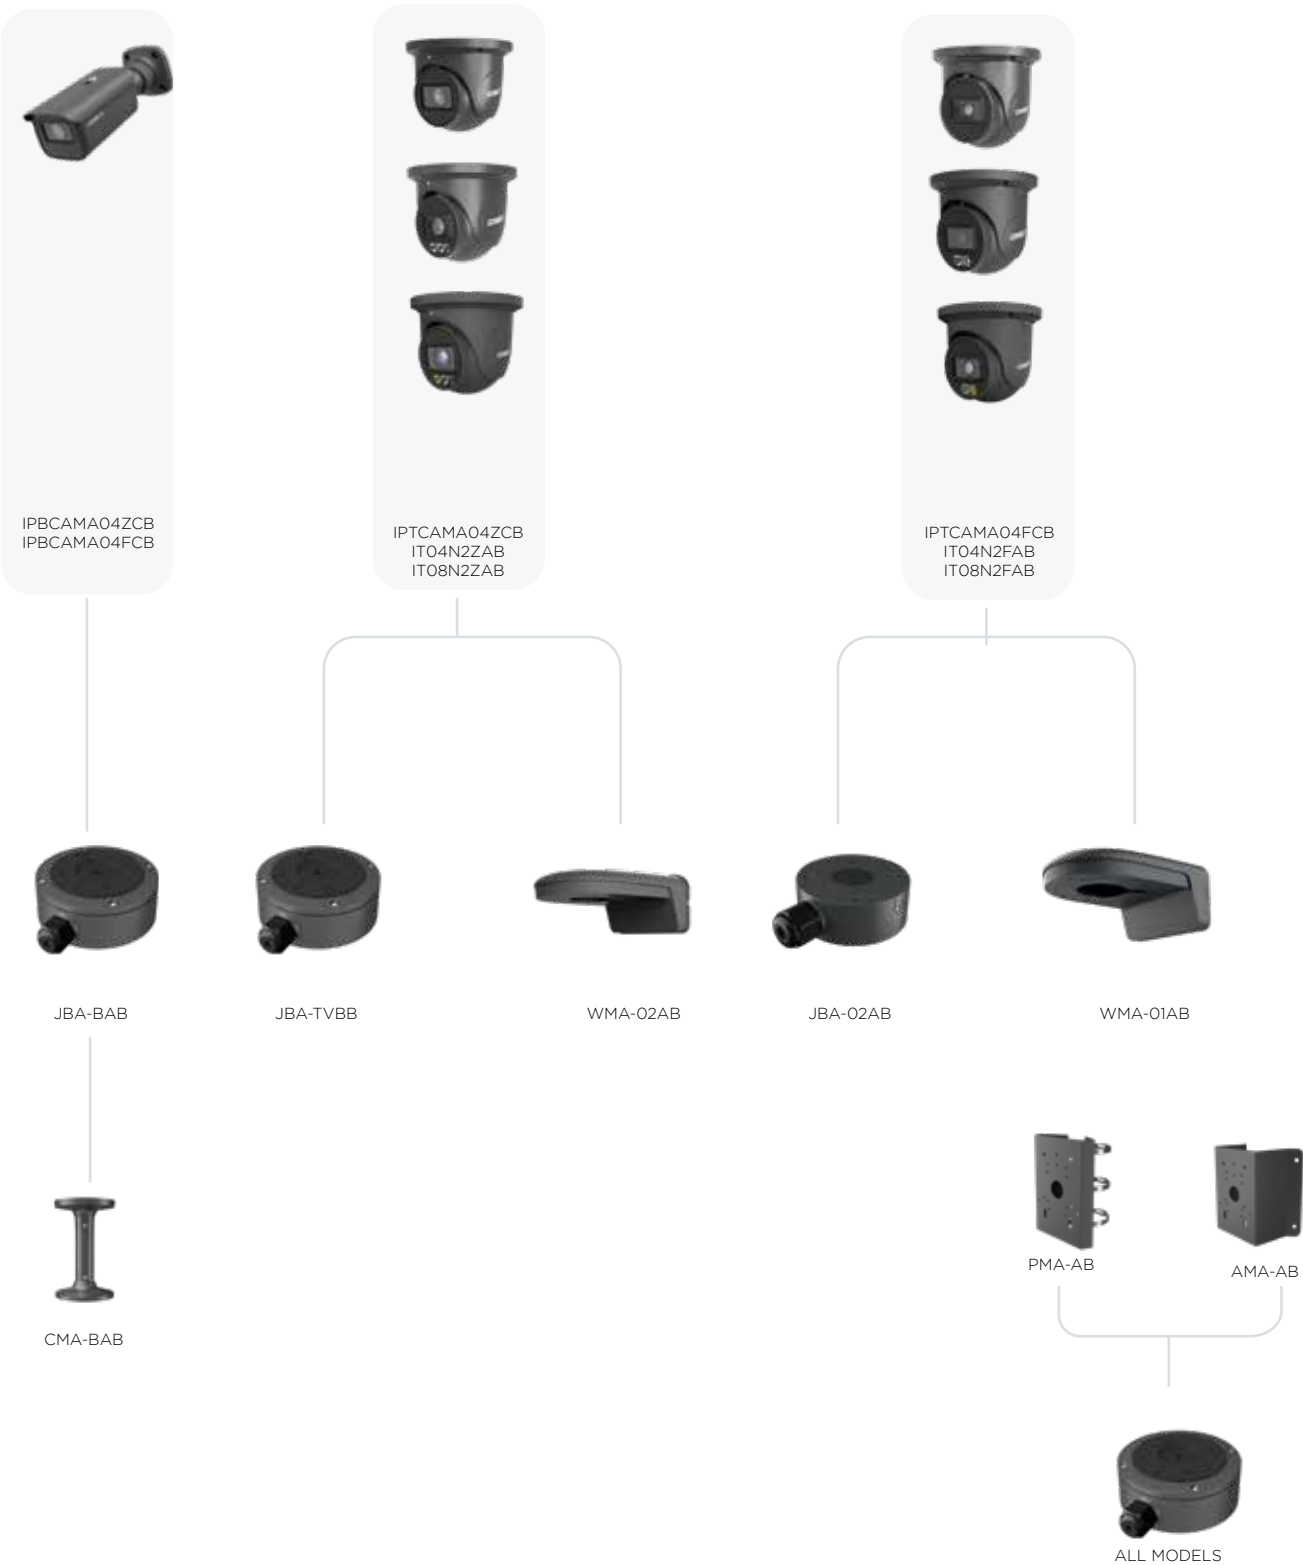 IPBCAMA04ZCB
IPBCAMA04FCB
IPTCAMA04ZCB
IT04N2ZAB
IT08N2ZAB
IPTCAMA04FCB
IT04N2FAB
IT08N2FAB
JBA-BAB
JBA-TVBB
WMA-02AB
JBA-02AB
WMA-01AB
PMA-AB
AMA-AB
CMA-BAB
ALL MODELS